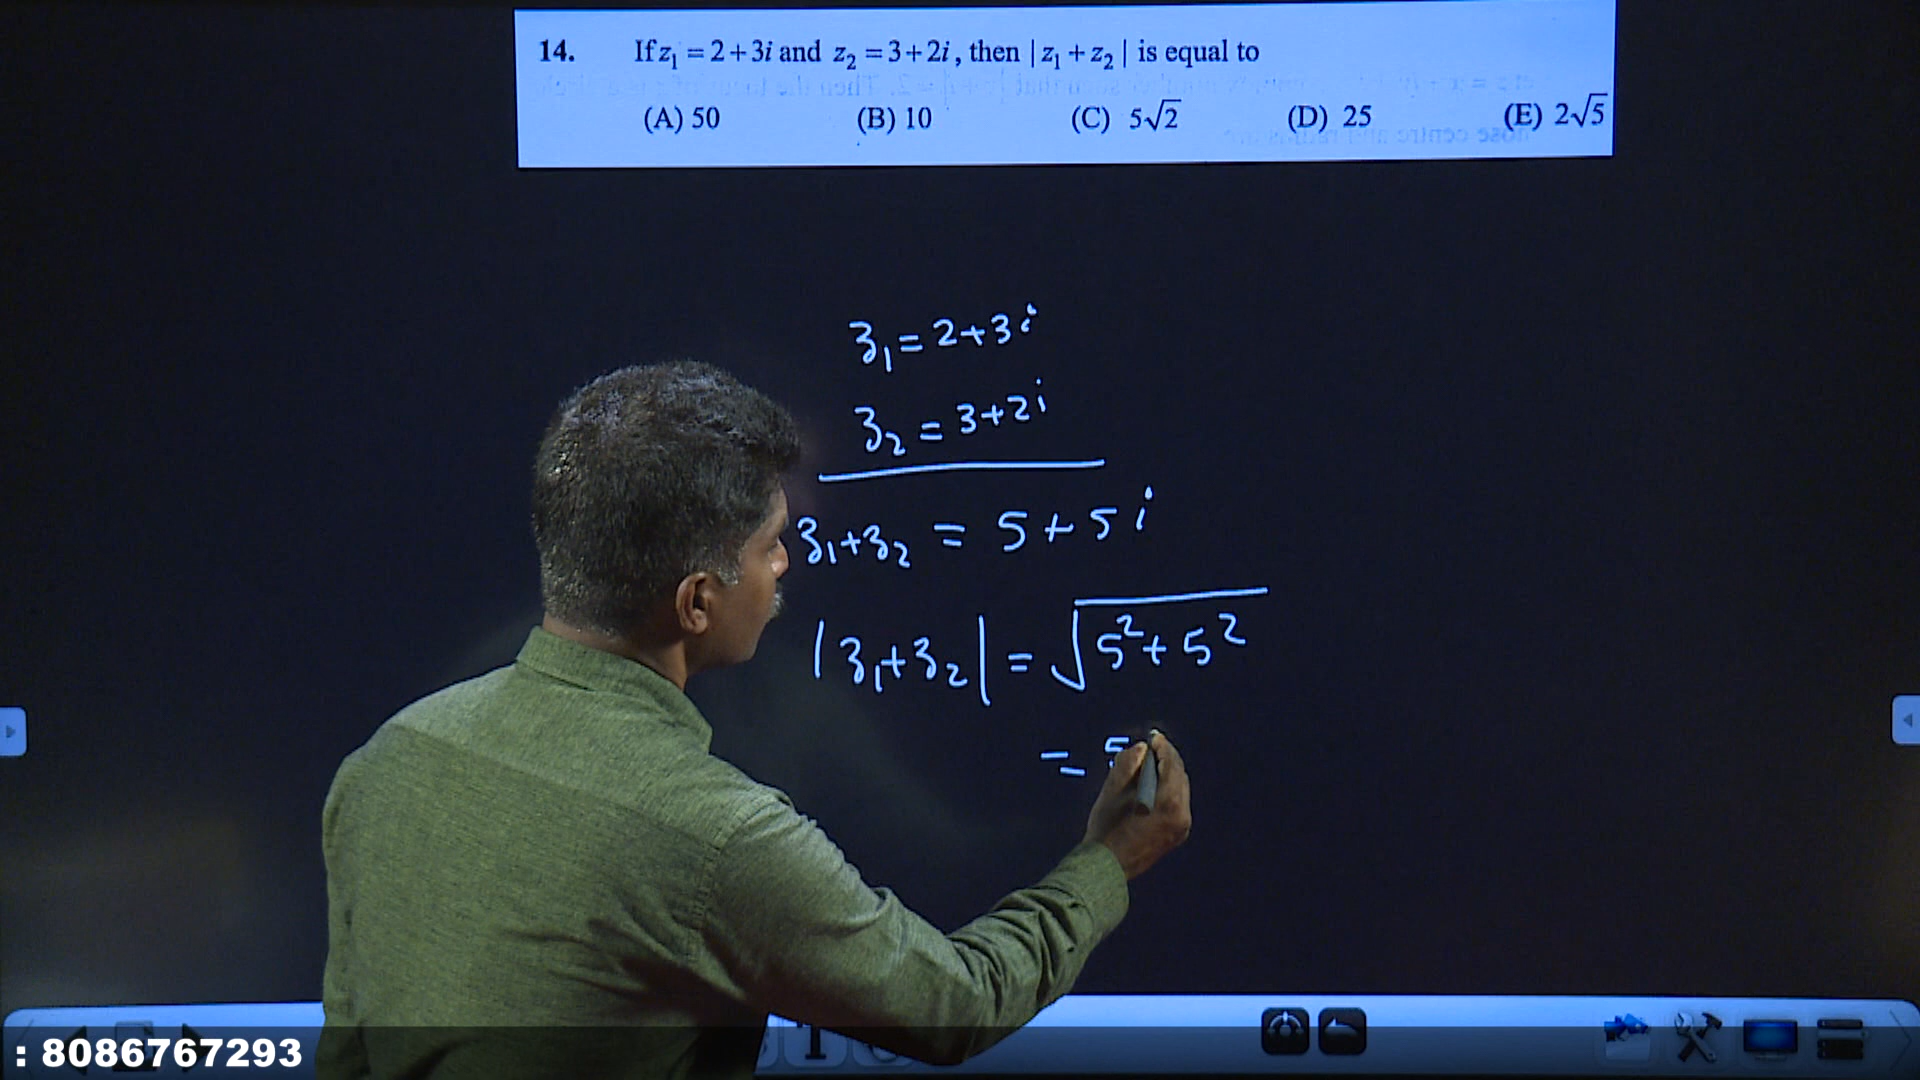 14. If z₁ = 2+3i and z₂ = 3+2i, then |z₁+z₂| is equal to
(A) 50 (B) 10 (C) 5√2 (D) 25 (E) 2√5
z₁ = 2+3i
z₂ = 3+2i
z₁+z₂ = 5+5i
|z₁+z₂| = √(5²+5²)
= 5
: 8086767293